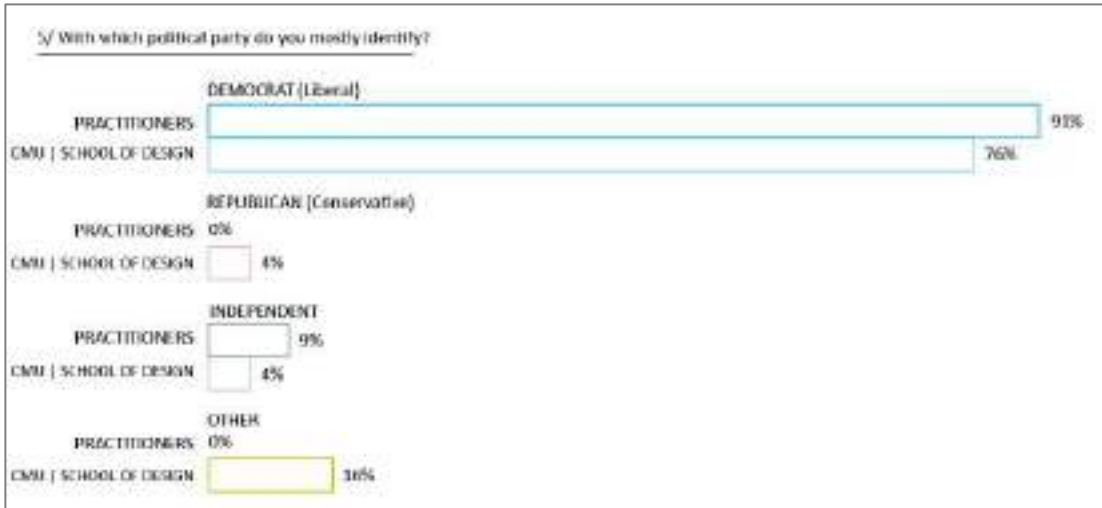 5/ With which political party do you mostly identify?
DEMOCRAT (Liberal)
PRACTITIONERS 91%
CMU | SCHOOL OF DESIGN 76%
REPUBLICAN (Conservative)
PRACTITIONERS 0%
CMU | SCHOOL OF DESIGN 4%
INDEPENDENT
PRACTITIONERS 9%
CMU | SCHOOL OF DESIGN 4%
OTHER
PRACTITIONERS 0%
CMU | SCHOOL OF DESIGN 16%